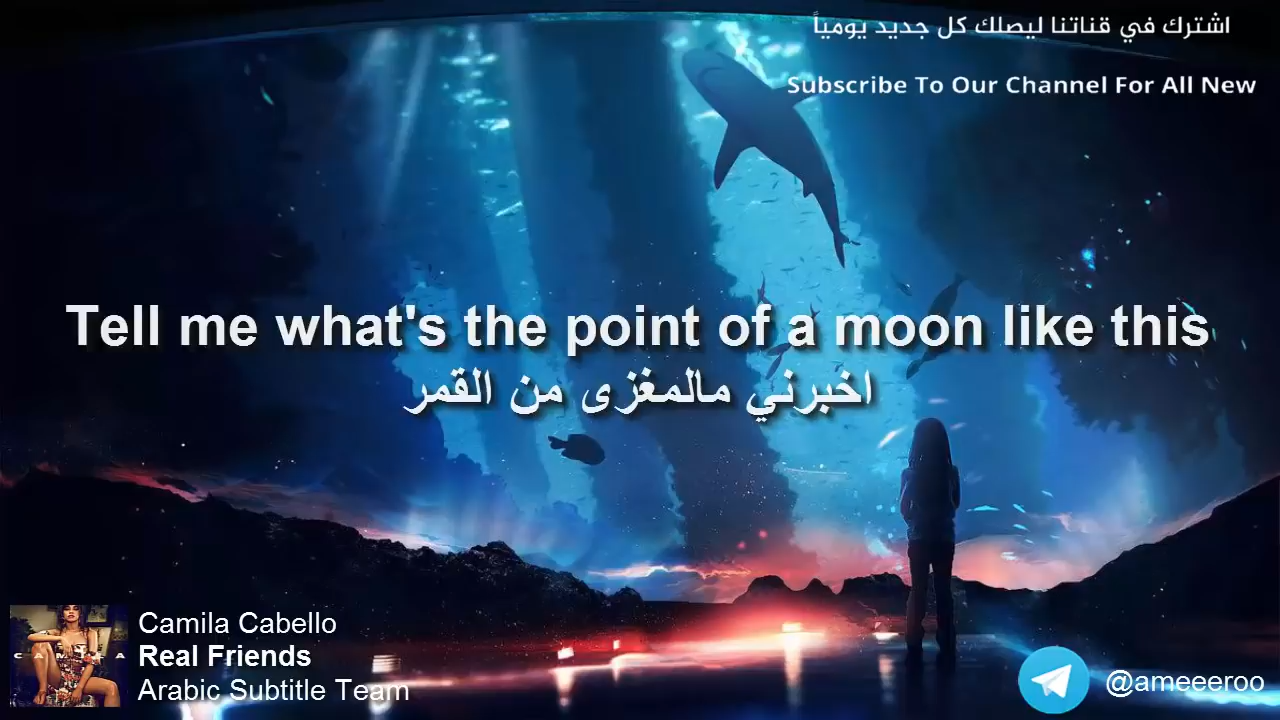 اشترك في قناتنا ليصلك كل جديد يومياً
Subscribe To Our Channel For All New
Tell me what's the point of a moon like this
اخبرني مالمغزى من القمر
CAMILA
Camila Cabello
Real Friends
Arabic Subtitle Team
@ameeeroo